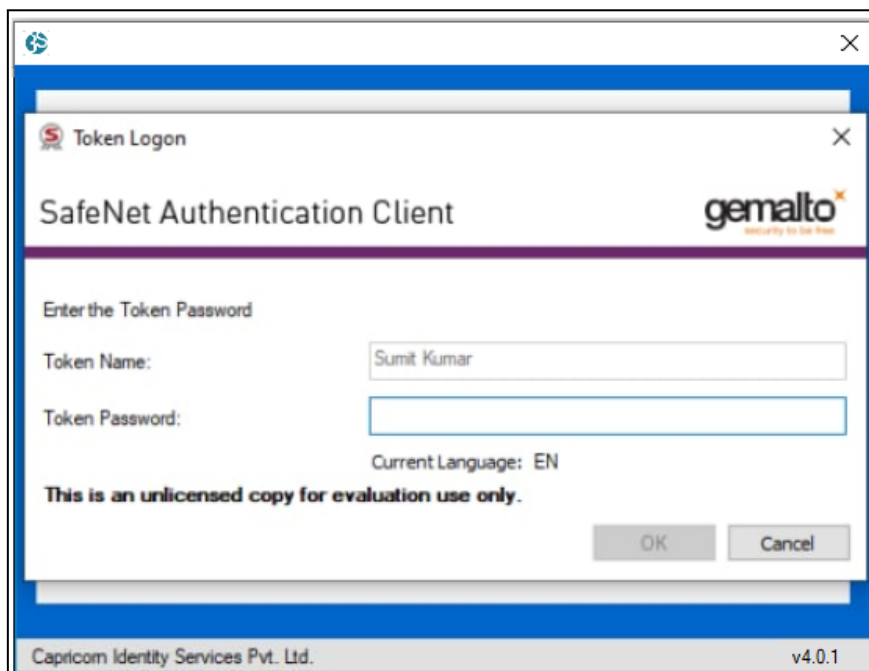 Token Logon
SafeNet Authentication Client
gemalto
security to be free
Enter the Token Password
Token Name: Sumit Kumar
Token Password:
Current Language: EN
This is an unlicensed copy for evaluation use only.
OK Cancel
Capricorn Identity Services Pvt. Ltd. v4.0.1